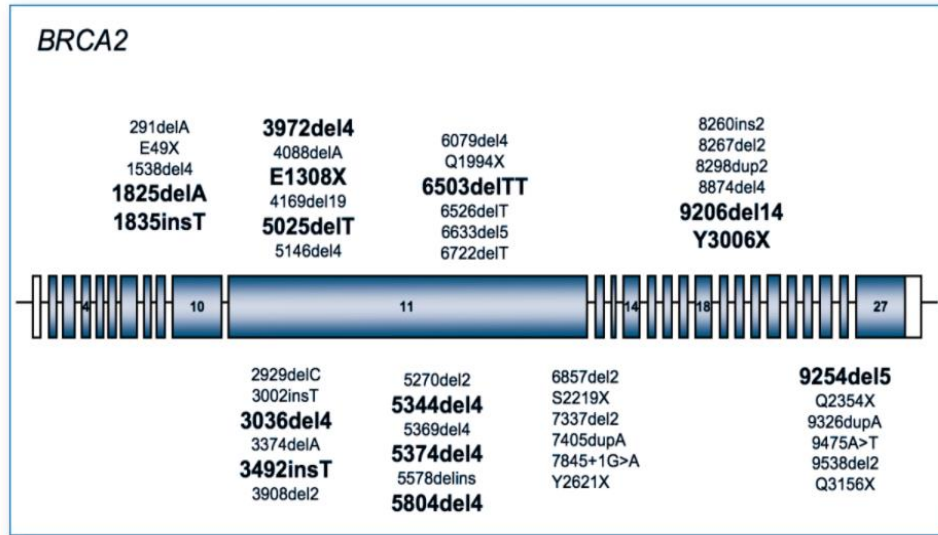 BRCA2
291delA
E49X
1538del4
1825delA
1835insT
3972del4
4088delA
E1308X
4169del19
5025delT
5146del4
6079del4
Q1994X
6503delTT
6526delT
6633del5
6722delT
8260ins2
8267del2
8298dup2
8874del4
9206del14
Y3006X
4
10
11
14
18
27
2929delC
3002insT
3036del4
3374delA
3492insT
3908del2
5270del2
5344del4
5369del4
5374del4
5578delins
5804del4
6857del2
S2219X
7337del2
7405dupA
7845+1G>A
Y2621X
9254del5
Q2354X
9326dupA
9475A>T
9538del2
Q3156X